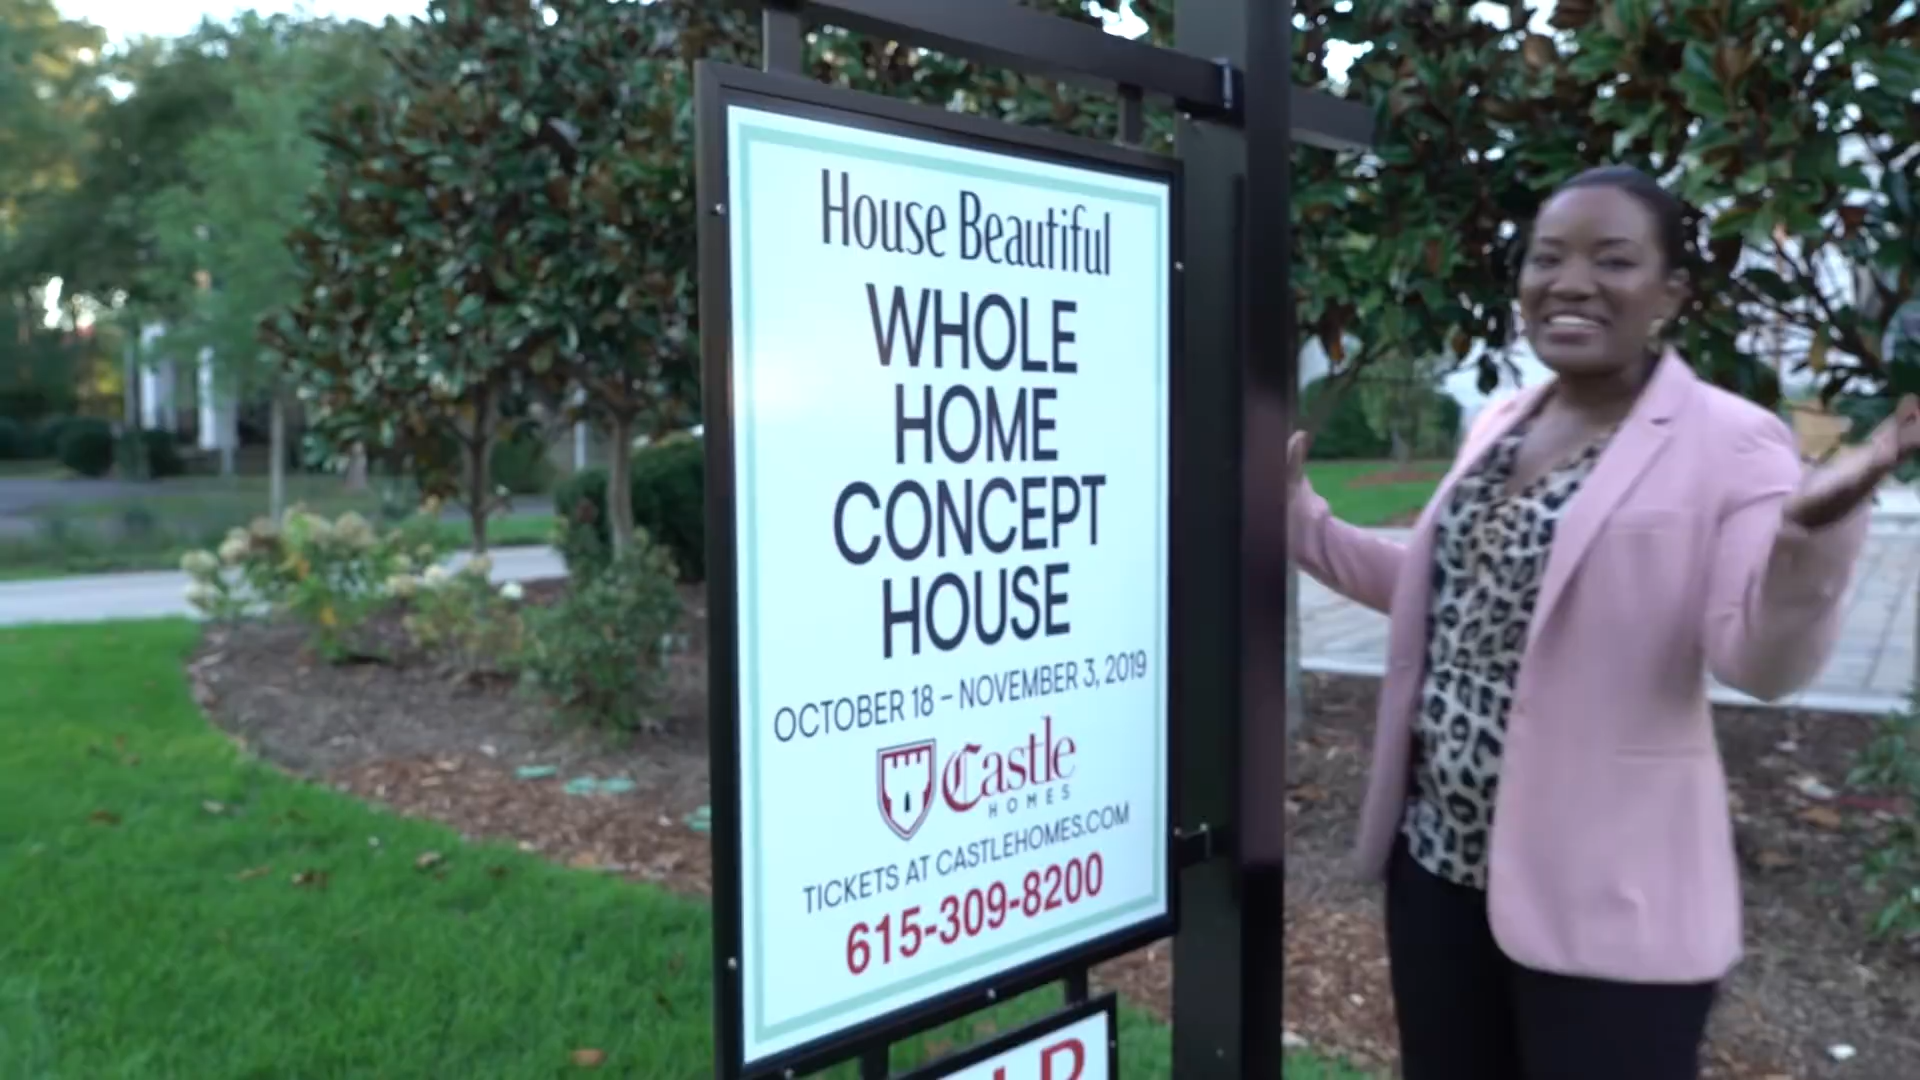 House Beautiful
WHOLE
HOME
CONCEPT
HOUSE
OCTOBER 18 – NOVEMBER 3, 2019
Castle
HOMES
TICKETS AT CASTLEHOMES.COM
615-309-8200